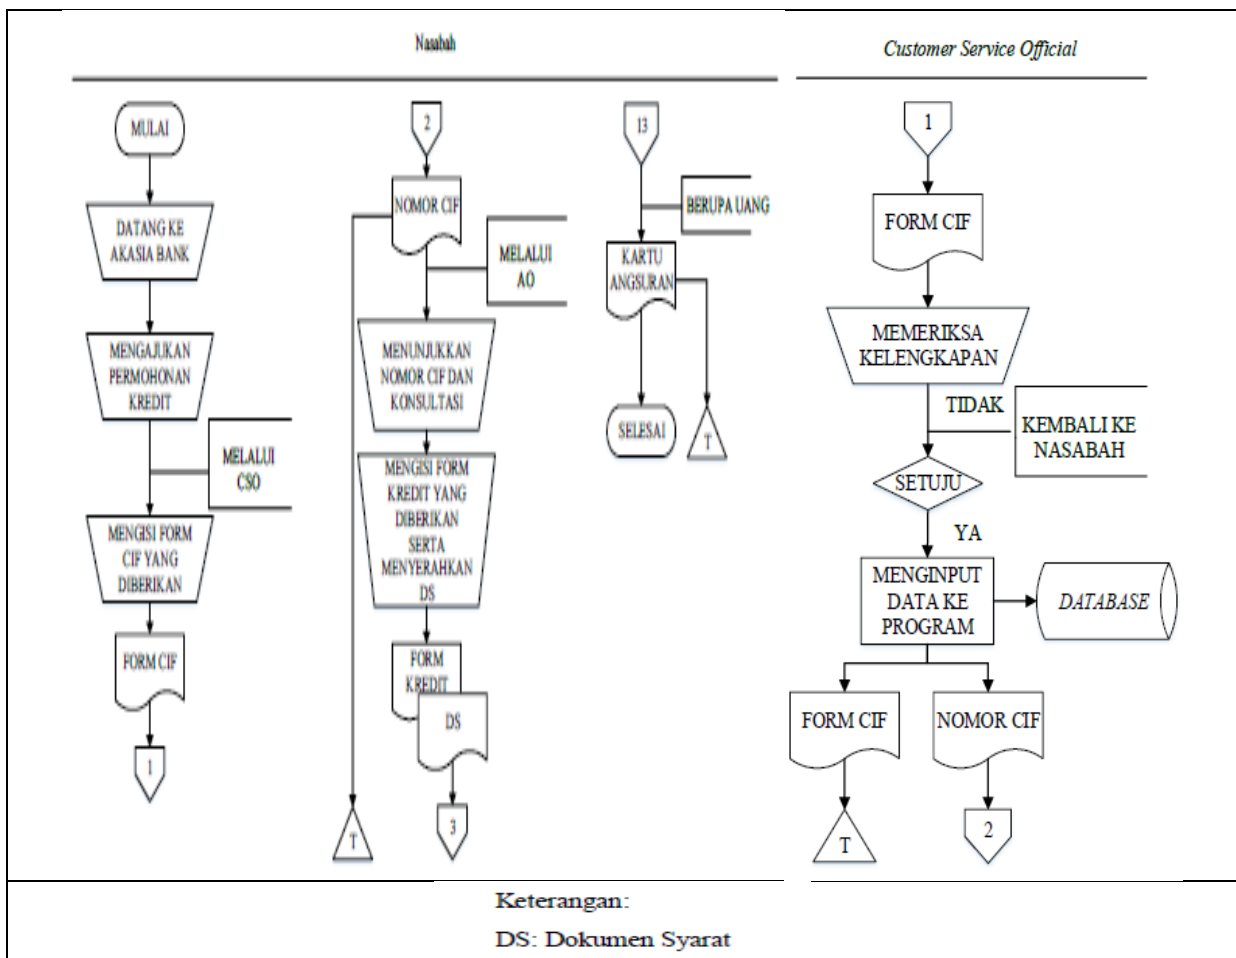 Nasabah
Customer Service Official
MULAI
DATANG KE
AKASIA BANK
MENGAJUKAN
PERMOHONAN
KREDIT
MELALUI
CSO
MENGISI FORM
CIF YANG
DIBERIKAN
FORM CIF
1
2
NOMOR CIF
MELALUI
AO
MENUNJUKKAN
NOMOR CIF DAN
KONSULTASI
MENGISI FORM
KREDIT YANG
DIBERIKAN
SERTA
MENYERAHKAN
DS
FORM
KREDIT
DS
T
3
13
BERUPA UANG
KARTU
ANGSURAN
SELESAI
T
1
FORM CIF
MEMERIKSA
KELENGKAPAN
TIDAK
KEMBALI KE
NASABAH
SETUJU
YA
MENGINPUT
DATA KE
PROGRAM
DATABASE
FORM CIF
NOMOR CIF
T
2
Keterangan:
DS: Dokumen Syarat